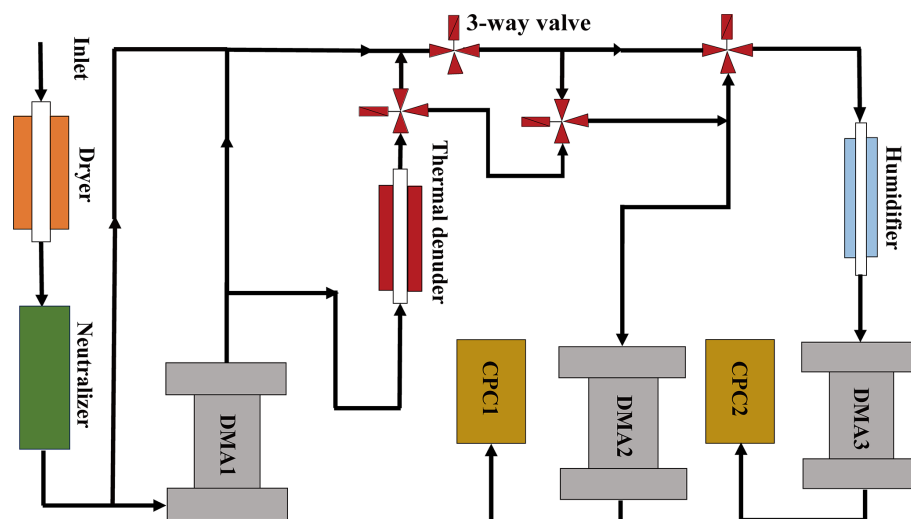 3-way valve
Inlet
Dryer
Neutralizer
Thermal denuder
Humidifier
DMA1
CPC1
DMA2
CPC2
DMA3